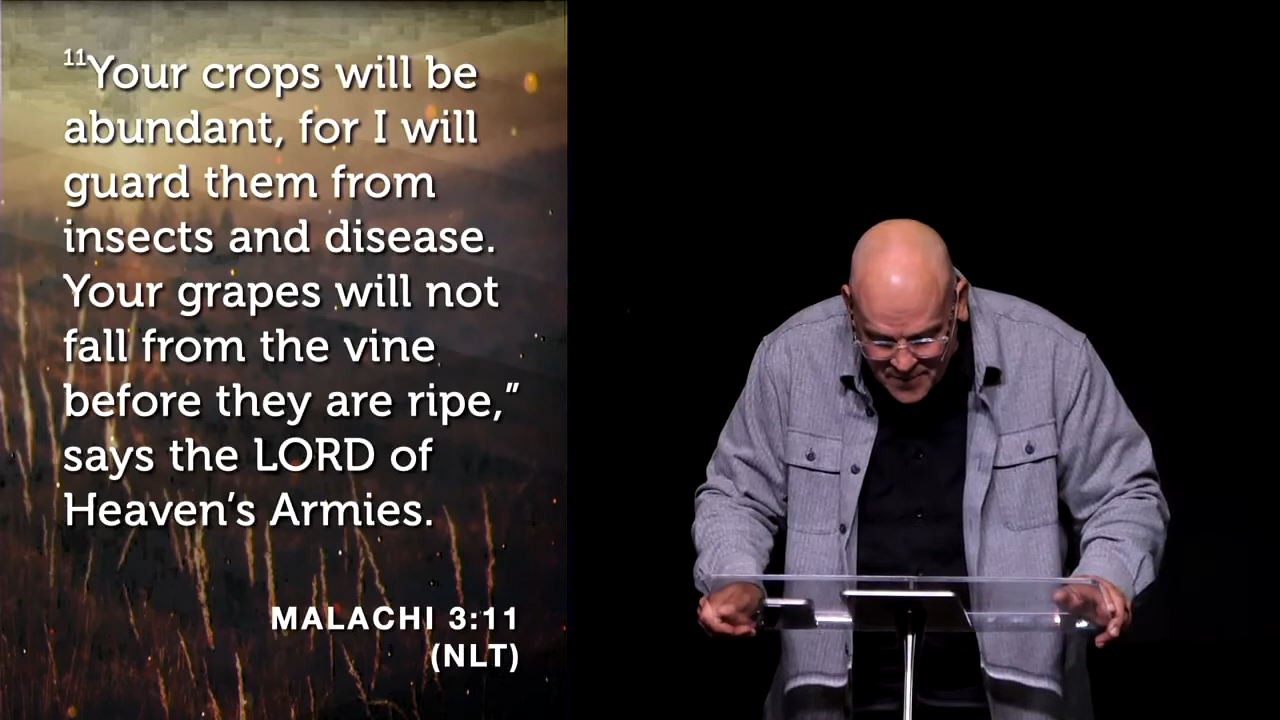 11Your crops will be
abundant, for I will
guard them from
insects and disease.
Your grapes will not
fall from the vine
before they are ripe,”
says the LORD of
Heaven’s Armies.
MALACHI 3:11
(NLT)